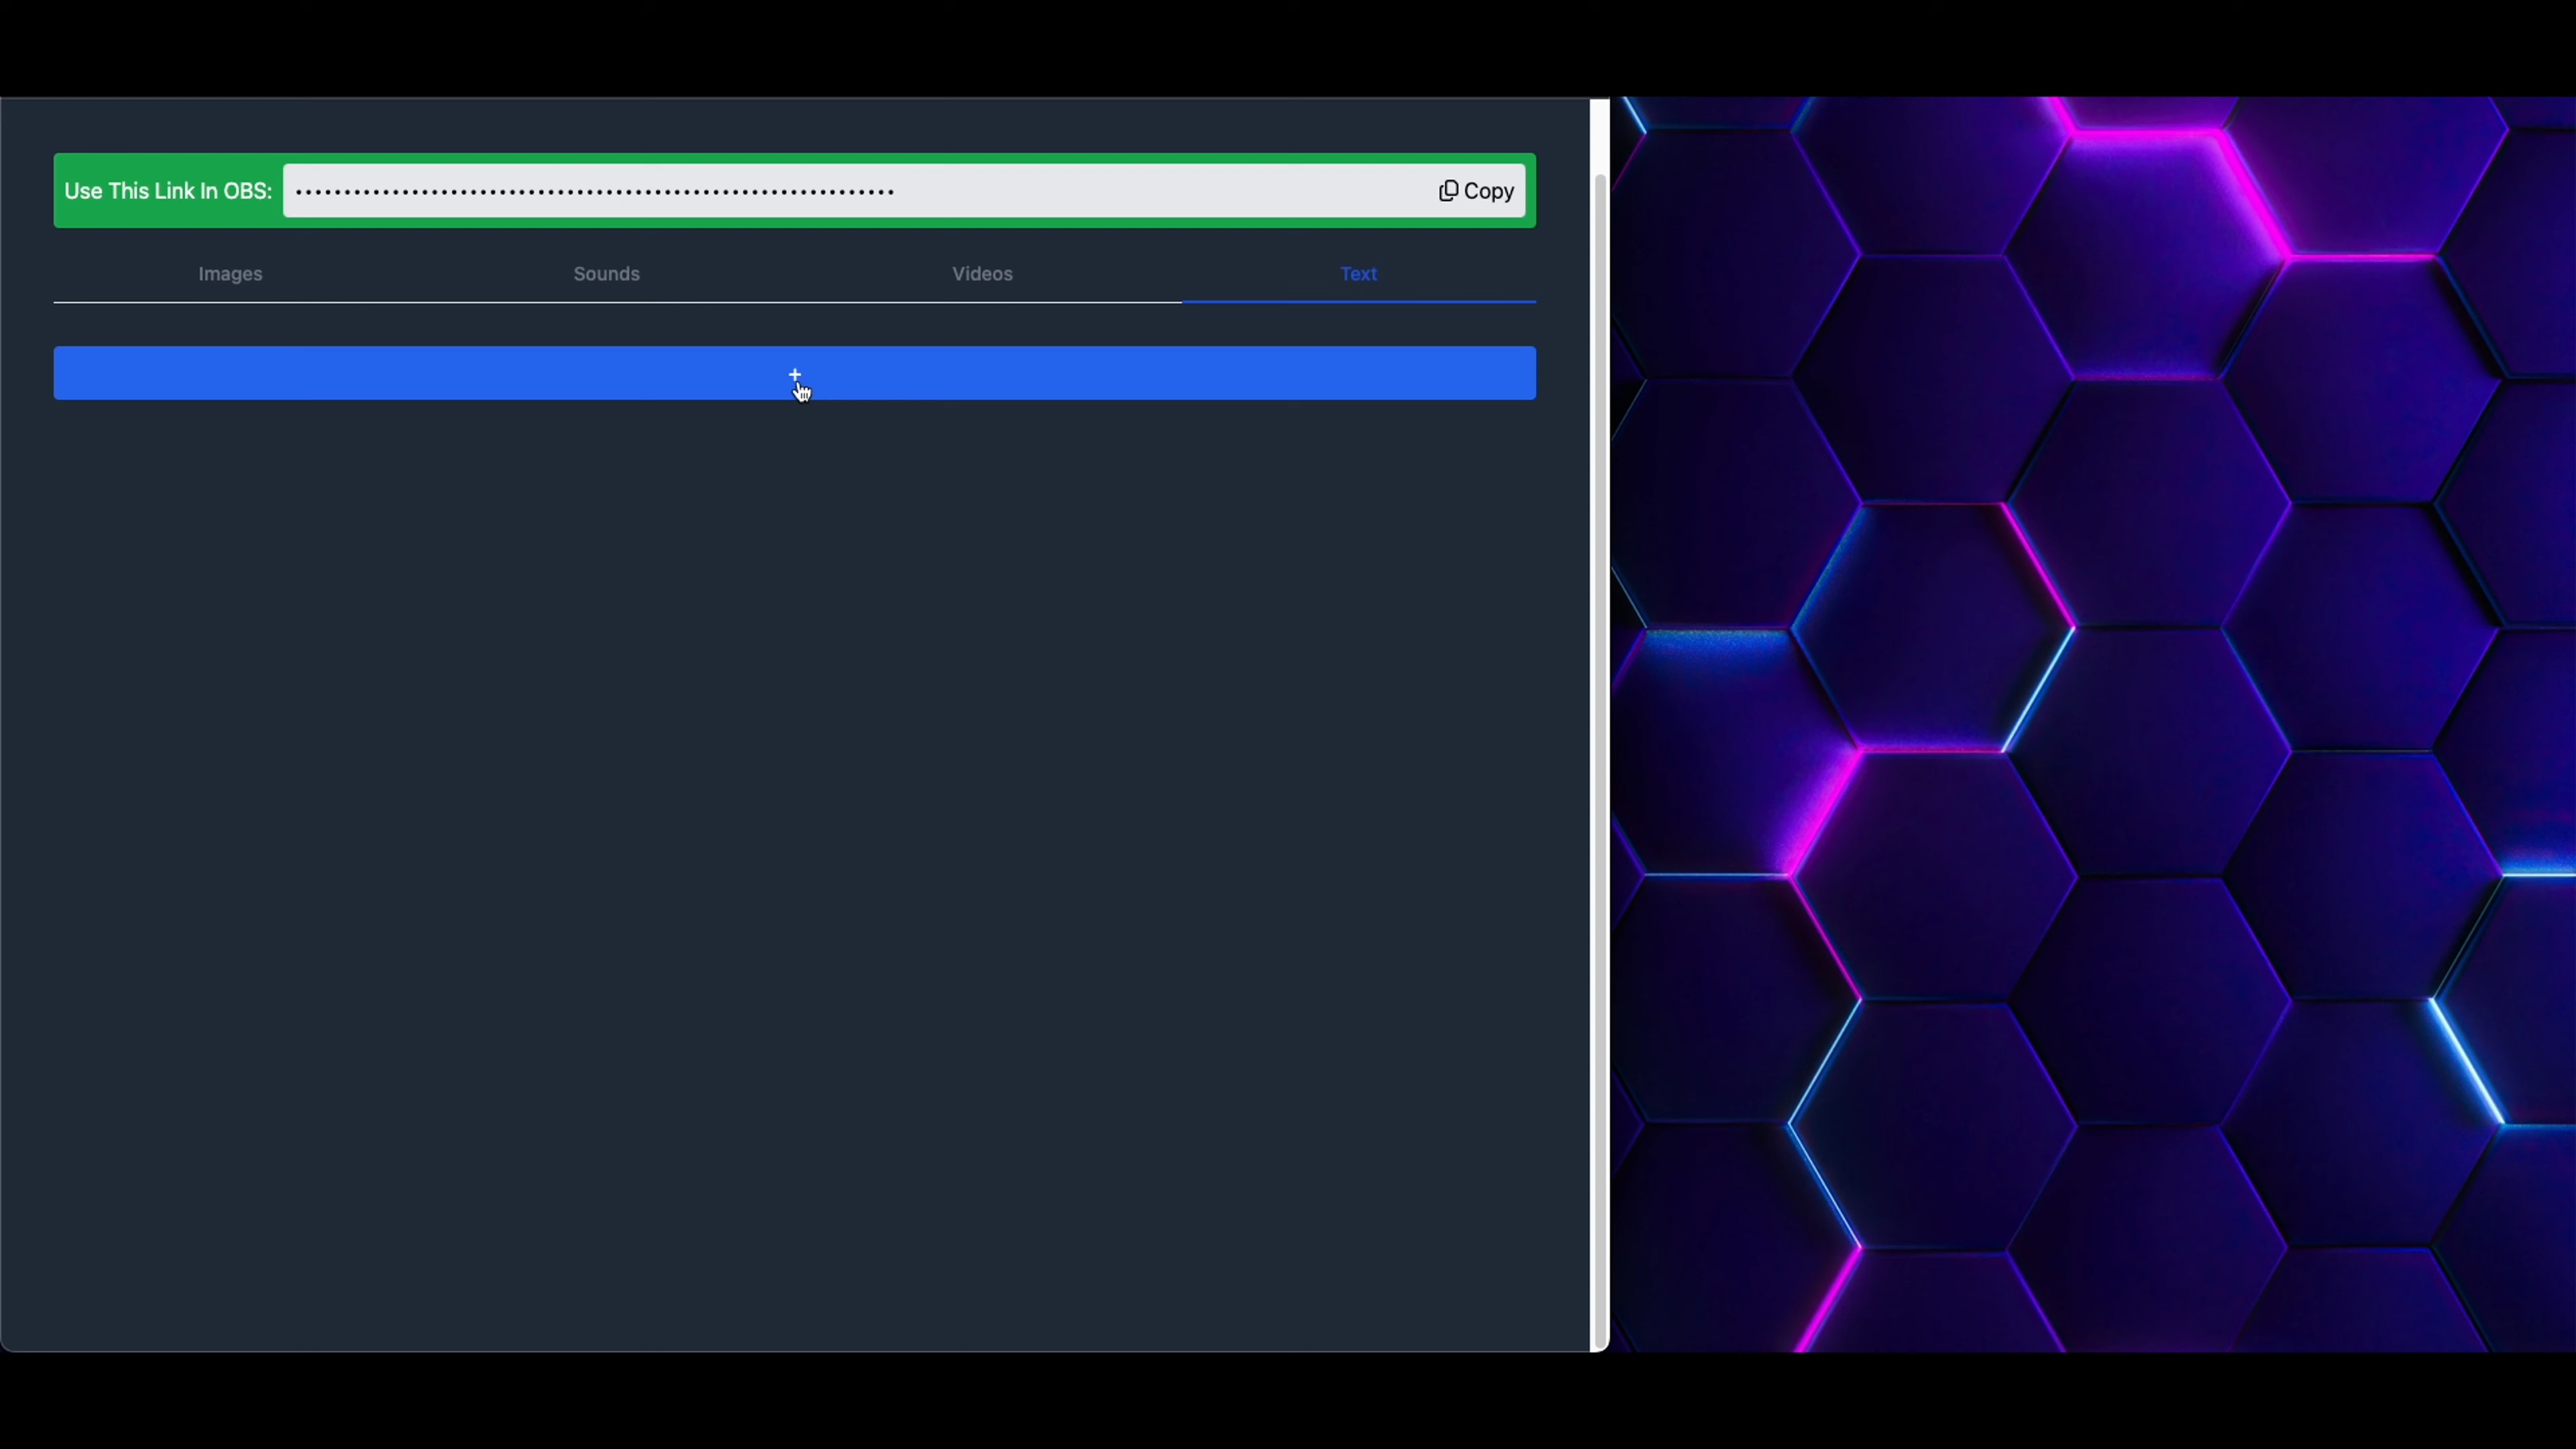 Use This Link In OBS: •••••••••••••••••••••••••••••••••••••••••••••••••••••••••••••• Copy
Images Sounds Videos Text
+